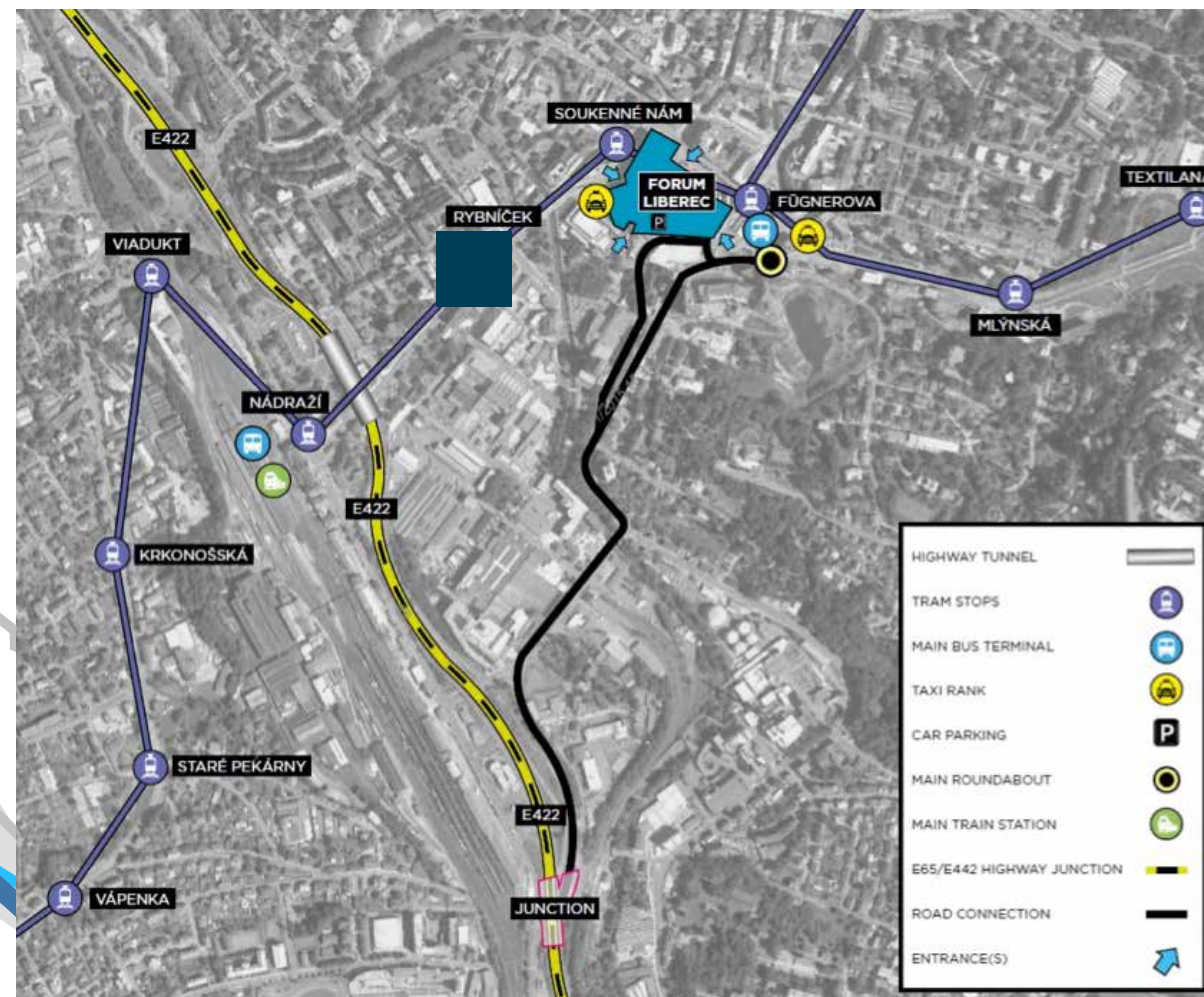 E422
SOUKENNÉ NÁM
FORUM
LIBEREC
P
FÜGNEROVA
TEXTILANA
RYBNÍČEK
VIADUKT
MLÝNSKÁ
NÁDRAŽÍ
E422
KRKONOŠSKÁ
STARÉ PEKÁRNY
E422
VÁPENKA
JUNCTION
HIGHWAY TUNNEL
TRAM STOPS
MAIN BUS TERMINAL
TAXI RANK
CAR PARKING
P
MAIN ROUNDABOUT
MAIN TRAIN STATION
E65/E442 HIGHWAY JUNCTION
ROAD CONNECTION
ENTRANCE(S)